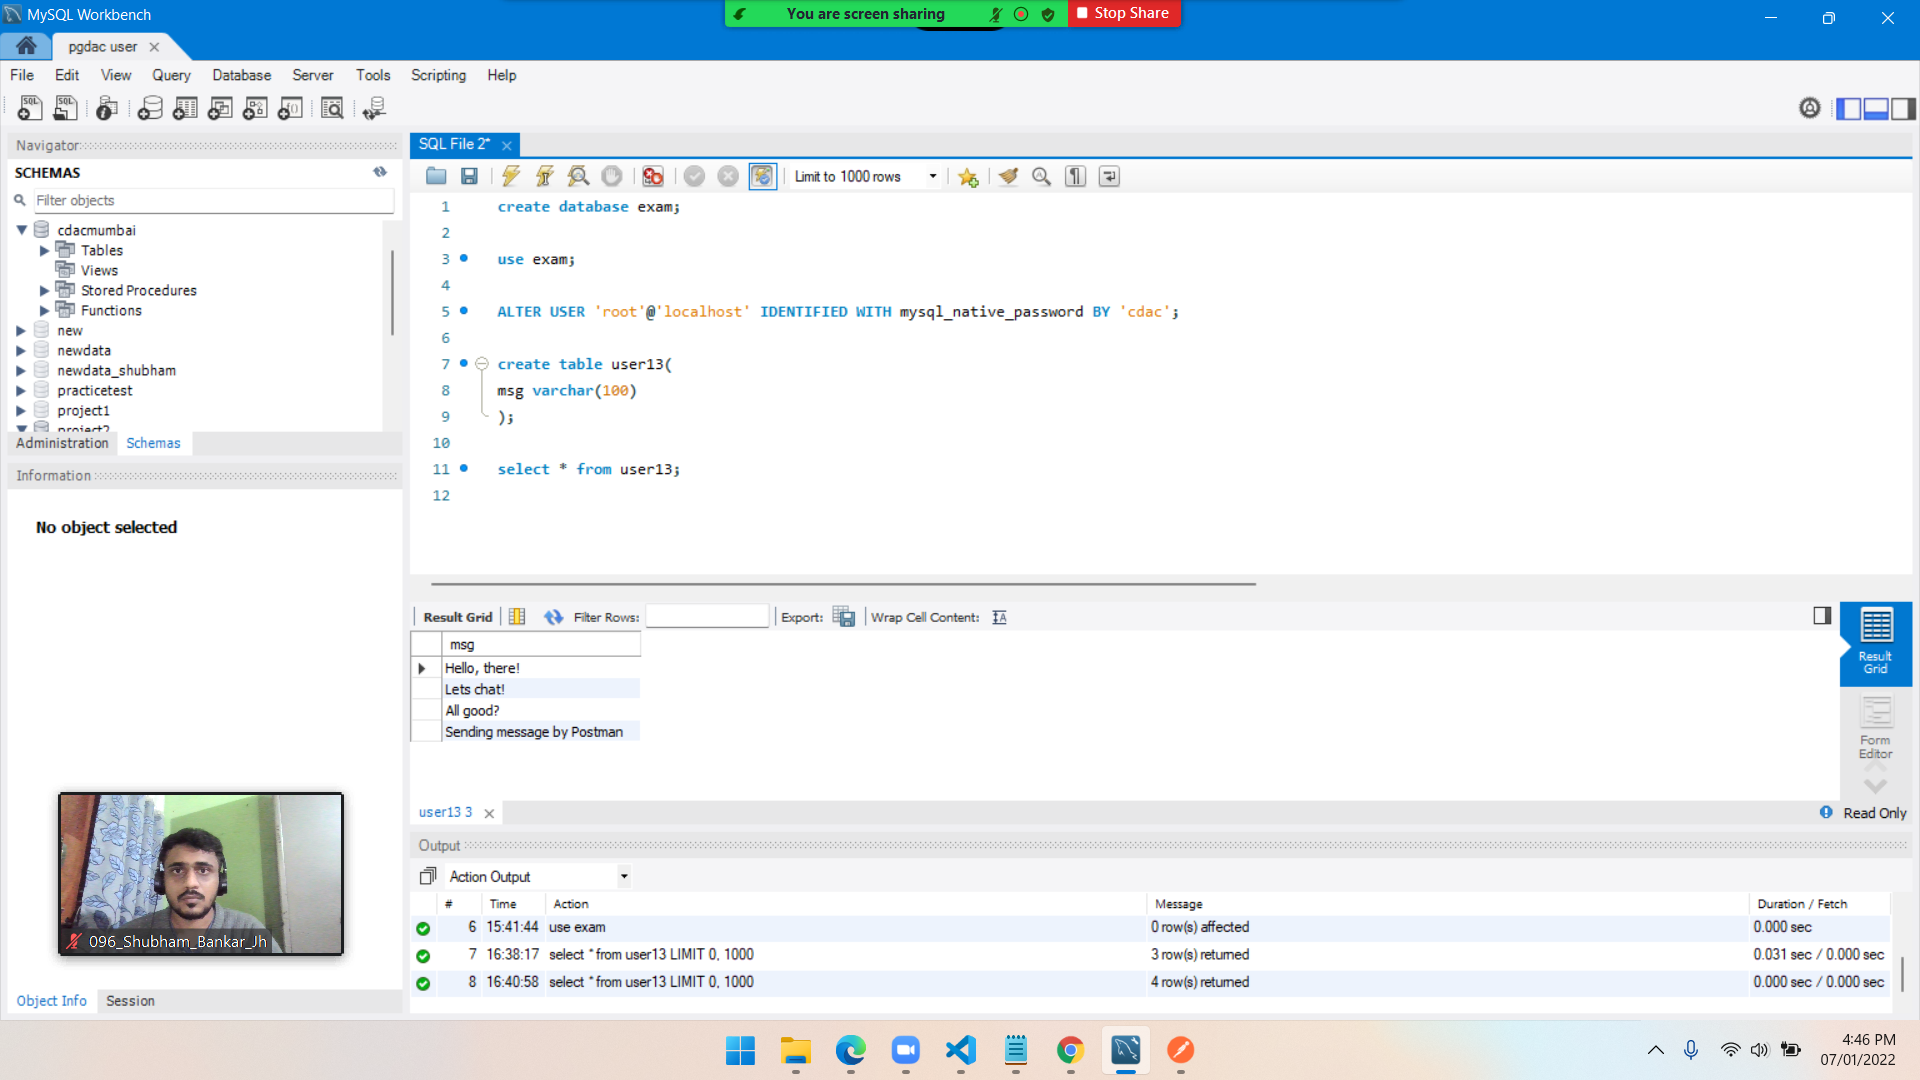 MySQL Workbench
You are screen sharing
Stop Share
pgdac user
File Edit View Query Database Server Tools Scripting Help
Navigator
SCHEMAS
Filter objects
cdacmumbai
Tables
Views
Stored Procedures
Functions
new
newdata
newdata_shubham
practicetest
project1
project2
Administration Schemas
Information
No object selected
096_Shubham_Bankar_Jh
Object Info Session
SQL File 2*
Limit to 1000 rows
1 create database exam;
2
3 use exam;
4
5 ALTER USER 'root'@'localhost' IDENTIFIED WITH mysql_native_password BY 'cdac';
6
7 create table user13(
8 msg varchar(100)
9 );
10
11 select * from user13;
12
Result Grid Filter Rows: Export: Wrap Cell Content:
msg
Hello, there!
Lets chat!
All good?
Sending message by Postman
Result
Grid
Form
Editor
user13 3
Read Only
Output
Action Output
# Time Action Message Duration / Fetch
6 15:41:44 use exam 0 row(s) affected 0.000 sec
7 16:38:17 select * from user13 LIMIT 0, 1000 3 row(s) returned 0.031 sec / 0.000 sec
8 16:40:58 select * from user13 LIMIT 0, 1000 4 row(s) returned 0.000 sec / 0.000 sec
4:46 PM
07/01/2022